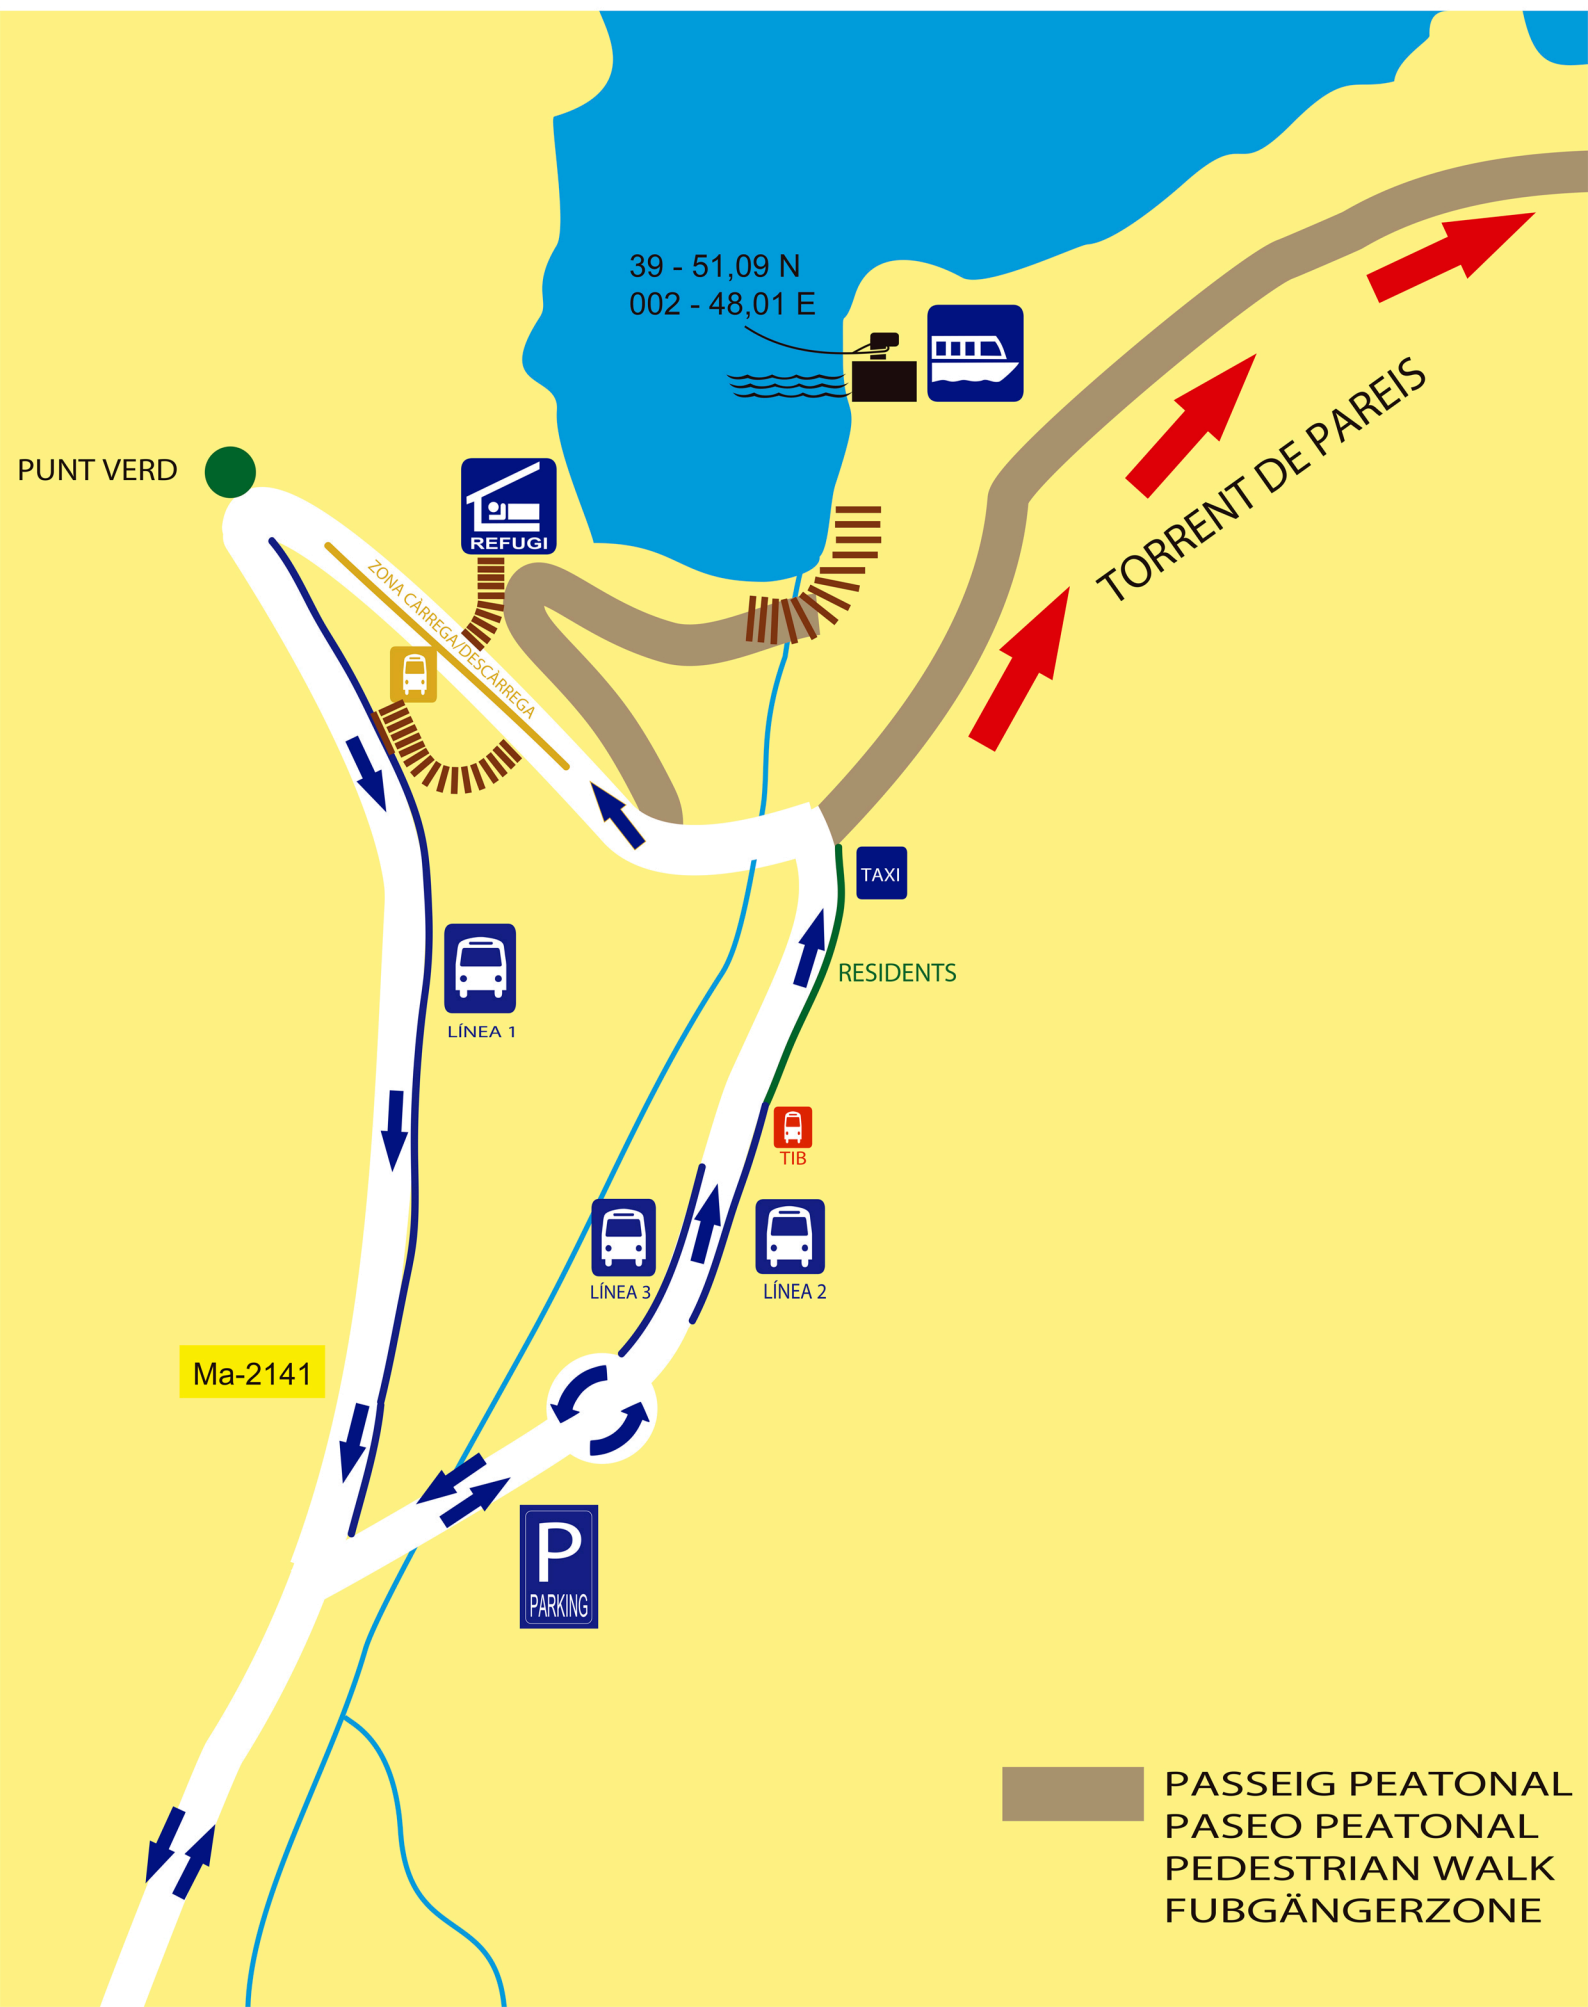 39 - 51,09 N
002 - 48,01 E
PUNT VERD
REFUGI
ZONA CÀRREGA/DESCÀRREGA
TORRENT DE PAREIS
TAXI
RESIDENTS
LÍNEA 1
TIB
LÍNEA 3
LÍNEA 2
Ma-2141
P
PARKING
PASSEIG PEATONAL
PASEO PEATONAL
PEDESTRIAN WALK
FUBGÄNGERZONE